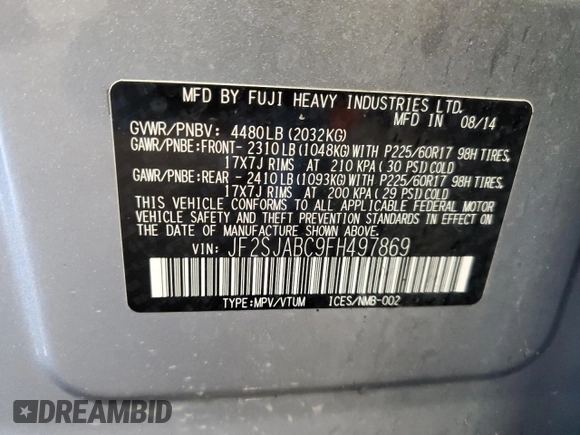 MFD BY FUJI HEAVY INDUSTRIES LTD.
MFD IN 08/14
GVWR/PNBV: 4480LB(2032KG)
GAWR/PNBE:FRONT- 2310LB(1048KG)WITH P225/60R17 98H TIRES,
17X7J RIMS AT 210 KPA(30 PSI)COLD
GAWR/PNBE:REAR - 2410LB(1093KG)WITH P225/60R17 98H TIRES,
17X7J RIMS AT 200 KPA(29 PSI)COLD
THIS VEHICLE CONFORMS TO ALL APPLICABLE FEDERAL MOTOR
VEHICLE SAFETY AND THEFT PREVENTION STANDARDS IN EFFECT ON
THE DATE OF MANUFACTURE SHOWN ABOVE.
VIN: JF2SJABC9FH497869
TYPE:MPV/VTUM ICES/NMB-002
DREAMBID